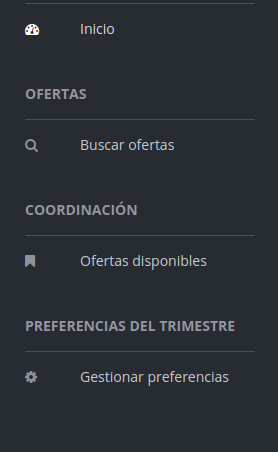 Inicio
OFERTAS
Buscar ofertas
COORDINACIÓN
Ofertas disponibles
PREFERENCIAS DEL TRIMESTRE
Gestionar preferencias